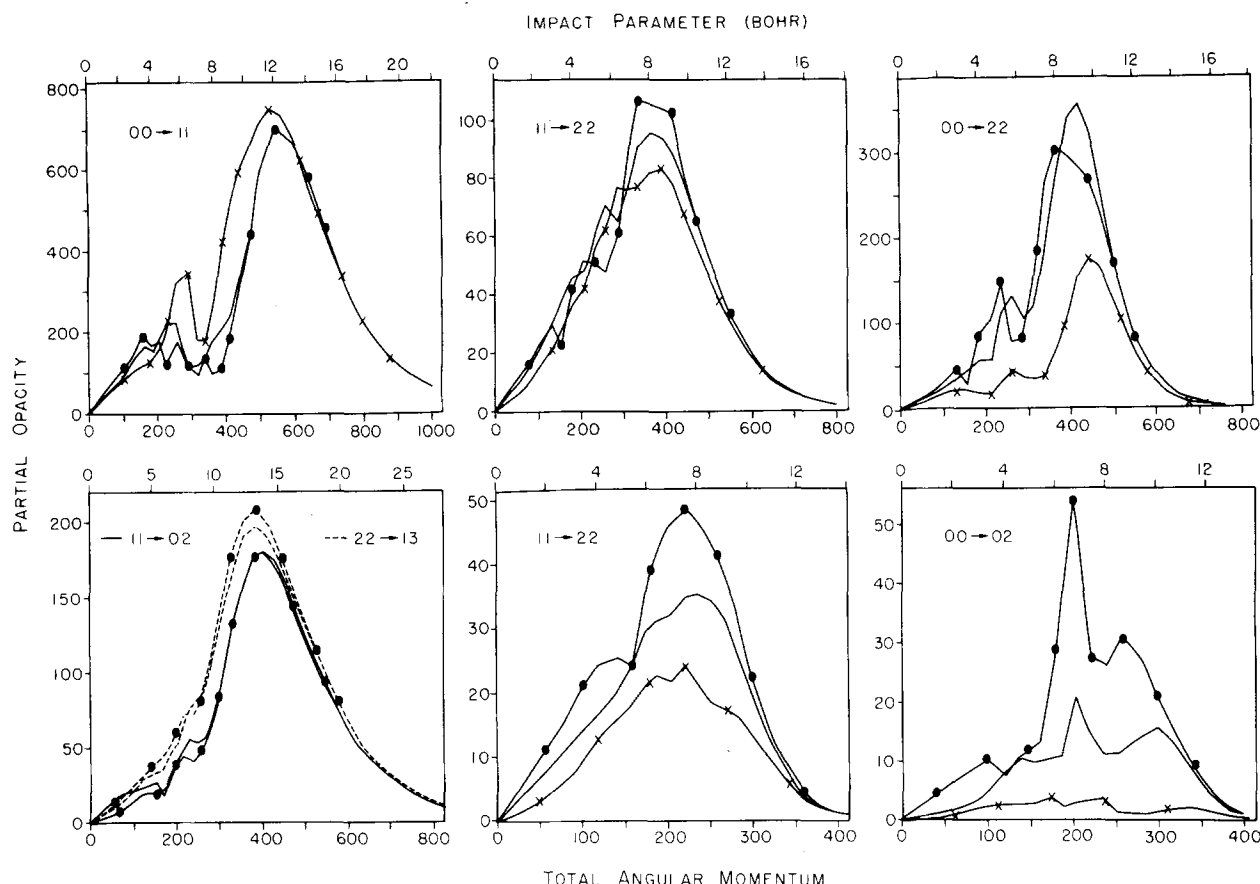 IMPACT PARAMETER (BOHR)
0 4 8 12 16 20
0 4 8 12 16
0 4 8 12 16
800
600
400
200
0
00→11
0 200 400 600 800 1000
100
80
60
40
20
0
11→22
0 200 400 600 800
300
200
100
0
00→22
0 200 400 600 800
PARTIAL OPACITY
0 5 10 15 20 25
0 4 8 12
0 4 8 12
200
150
100
50
0
11→02
22→13
0 200 400 600 800
50
40
30
20
10
0
11→22
0 100 200 300 400
50
40
30
20
10
0
00→02
0 100 200 300 400
TOTAL ANGULAR MOMENTUM